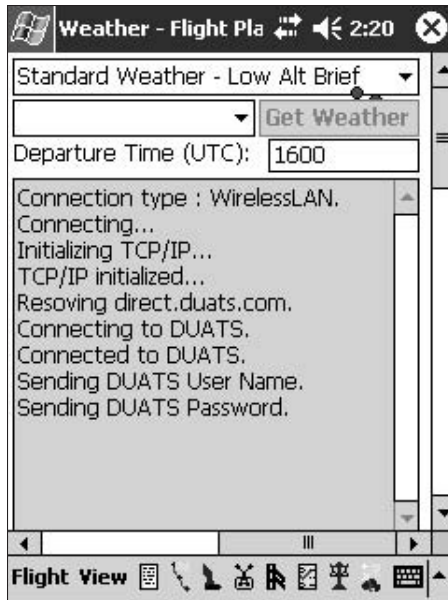 Weather - Flight Pla 2:20
Standard Weather - Low Alt Brief
Get Weather
Departure Time (UTC): 1600
Connection type : WirelessLAN.
Connecting...
Initializing TCP/IP...
TCP/IP initialized...
Resoving direct.duats.com.
Connecting to DUATS.
Connected to DUATS.
Sending DUATS User Name.
Sending DUATS Password.
Flight View